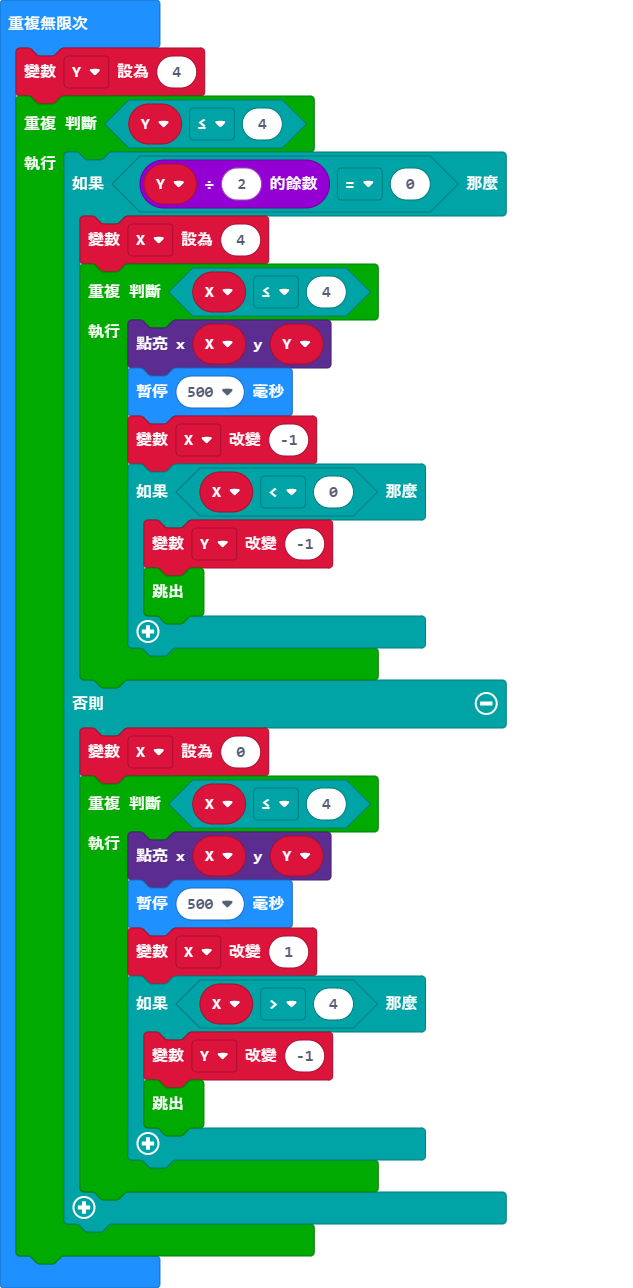 重複無限次
變數 Y 設為 4
重複 判斷 Y ≤ 4
執行
如果 Y ÷ 2 的餘數 = 0 那麼
變數 X 設為 4
重複 判斷 X ≤ 4
執行
點亮 x X y Y
暫停 500 毫秒
變數 X 改變 -1
如果 X < 0 那麼
變數 Y 改變 -1
跳出
否則
變數 X 設為 0
重複 判斷 X ≤ 4
執行
點亮 x X y Y
暫停 500 毫秒
變數 X 改變 1
如果 X > 4 那麼
變數 Y 改變 -1
跳出